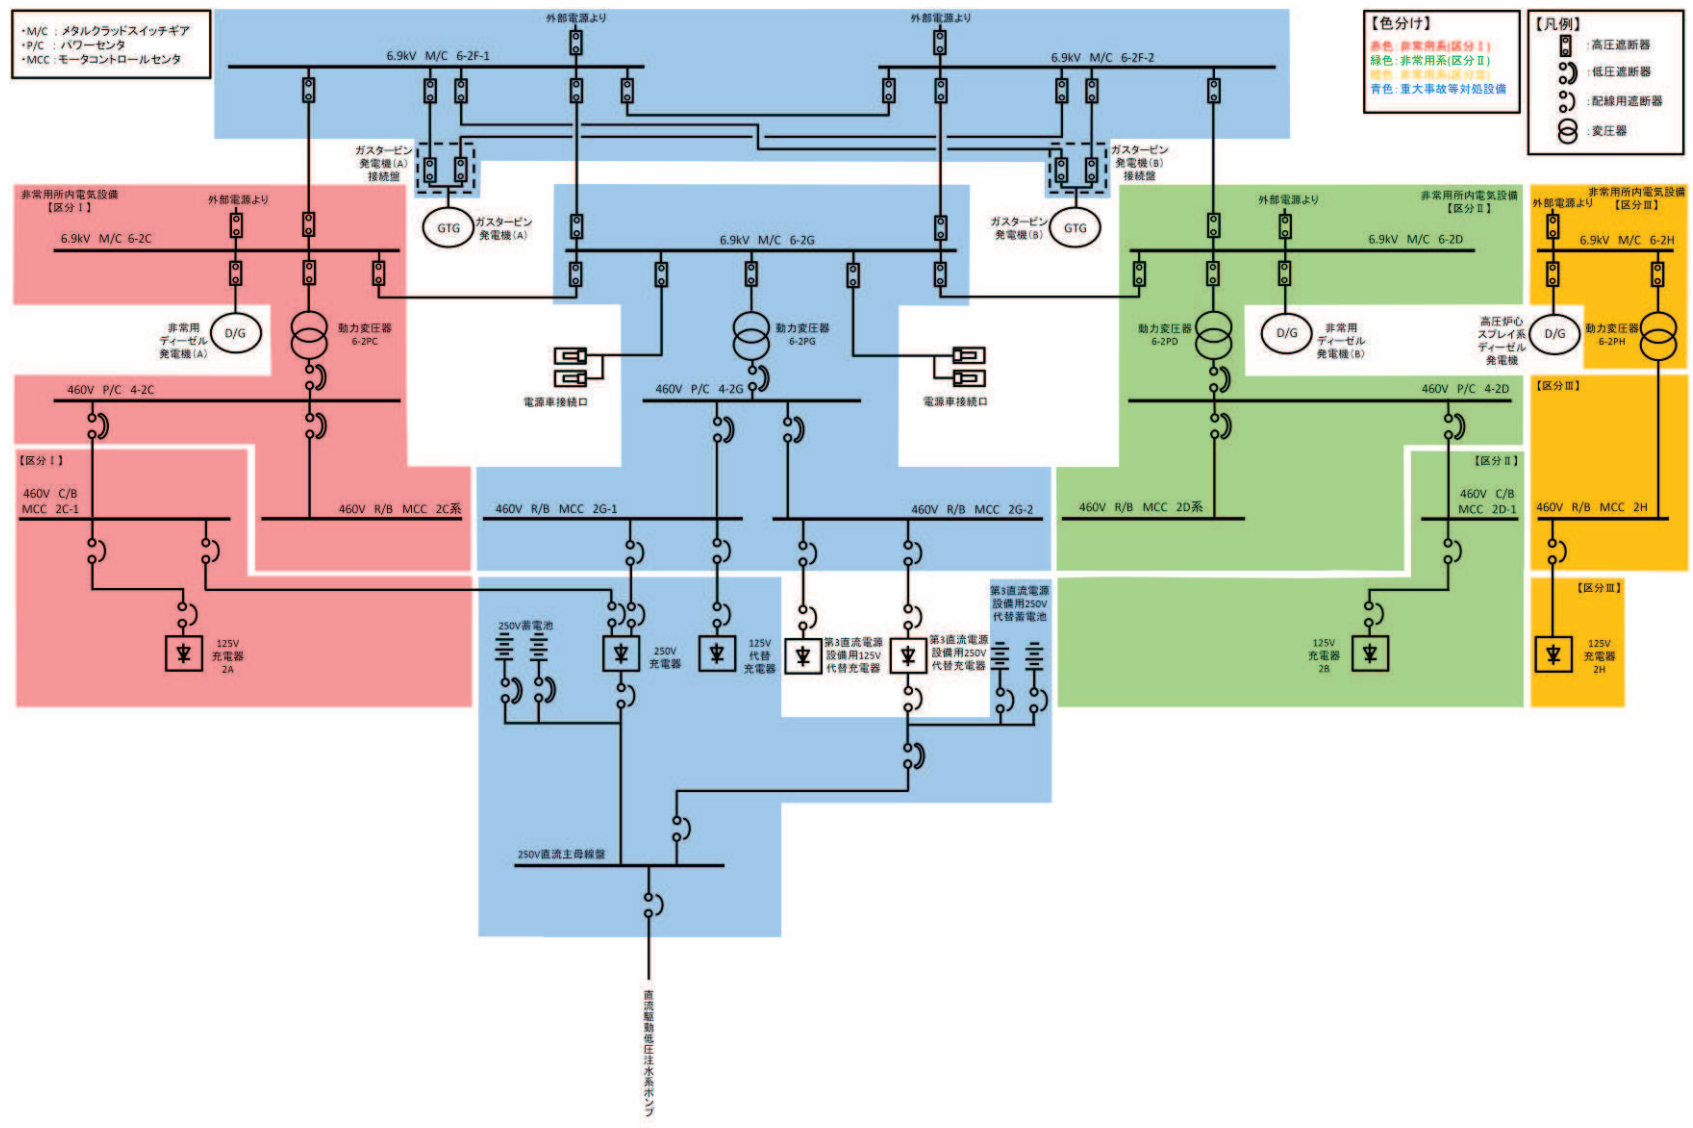 ・M/C ：メタルクラッドスイッチギア
・P/C ：パワーセンタ
・MCC：モータコントロールセンタ
外部電源より
外部電源より
【色分け】
赤色：非常用系(区分Ⅰ)
緑色：非常用系(区分Ⅱ)
橙色：非常用系(区分Ⅲ)
青色：重大事故等対処設備
【凡例】
：高圧遮断器
：低圧遮断器
：配線用遮断器
：変圧器
6.9kV M/C 6-2F-1
6.9kV M/C 6-2F-2
ガスタービン
発電機(A)
接続盤
ガスタービン
発電機(B)
接続盤
GTG
ガスタービン
発電機(A)
ガスタービン
発電機(B)
GTG
非常用所内電気設備
【区分Ⅰ】
外部電源より
6.9kV M/C 6-2C
6.9kV M/C 6-2G
外部電源より
非常用所内電気設備
【区分Ⅱ】
6.9kV M/C 6-2D
非常用所内電気設備
【区分Ⅲ】
外部電源より
6.9kV M/C 6-2H
非常用
ディーゼル
発電機(A)
D/G
動力変圧器
6-2PC
動力変圧器
6-2PG
動力変圧器
6-2PD
D/G
非常用
ディーゼル
発電機(B)
高圧炉心
スプレイ系
ディーゼル
発電機
D/G
動力変圧器
6-2PH
電源車接続口
電源車接続口
460V P/C 4-2C
460V P/C 4-2G
460V P/C 4-2D
【区分Ⅲ】
【区分Ⅰ】
460V C/B
MCC 2C-1
460V R/B MCC 2C系
460V R/B MCC 2G-1
460V R/B MCC 2G-2
460V R/B MCC 2D系
【区分Ⅱ】
460V C/B
MCC 2D-1
460V R/B MCC 2H
125V
充電器
2A
250V蓄電池
250V
充電器
125V
代替
充電器
第3直流電源
設備用125V
代替充電器
第3直流電源
設備用250V
代替充電器
第3直流電源
設備用250V
代替蓄電池
125V
充電器
2B
【区分Ⅲ】
125V
充電器
2H
250V直流主母線盤
直流駆動低圧注水系ポンプ